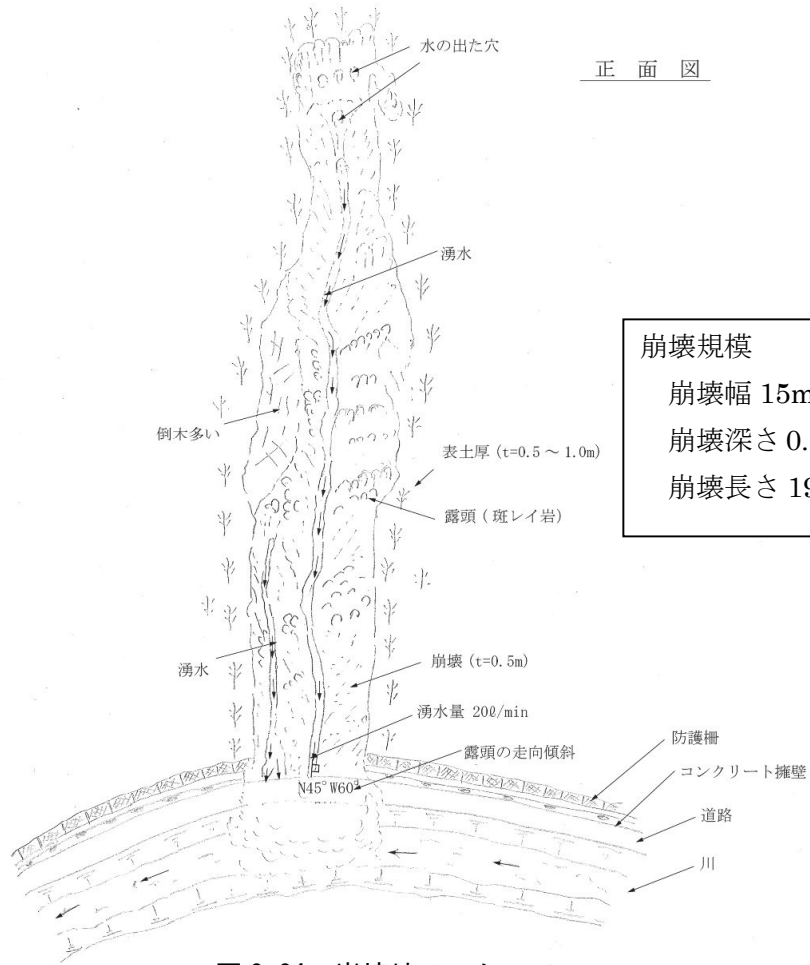 水の出た穴
正 面 図
湧水
崩壊規模
崩壊幅 15m
崩壊深さ 0.
倒木多い
表土厚 (t=0.5 ~ 1.0m)
崩壊長さ 19
露頭 ( 斑レイ岩)
崩壊 (t=0.5m)
湧水
湧水量 20ℓ/min
防護柵
露頭の走向傾斜
コンクリート擁壁
N45° W60°
道路
川